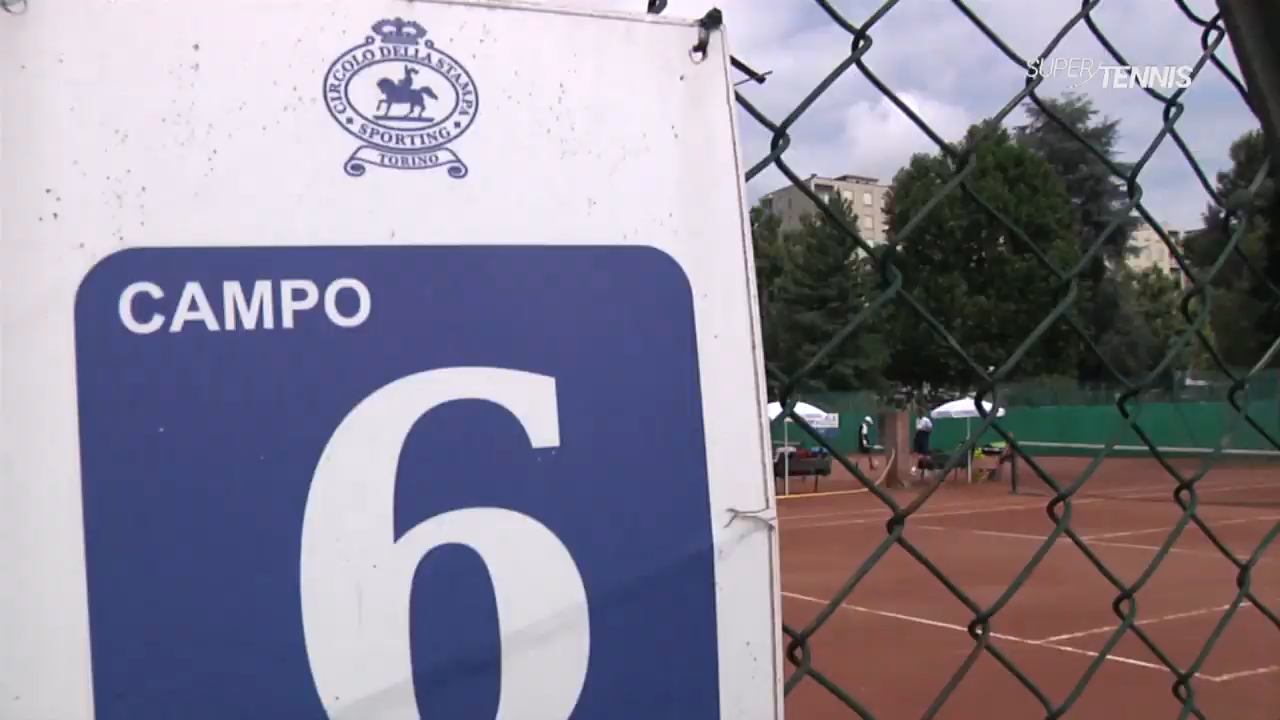 CIRCOLO DELLA STAMPA
SPORTING
TORINO
CAMPO
6
SUPER TENNIS